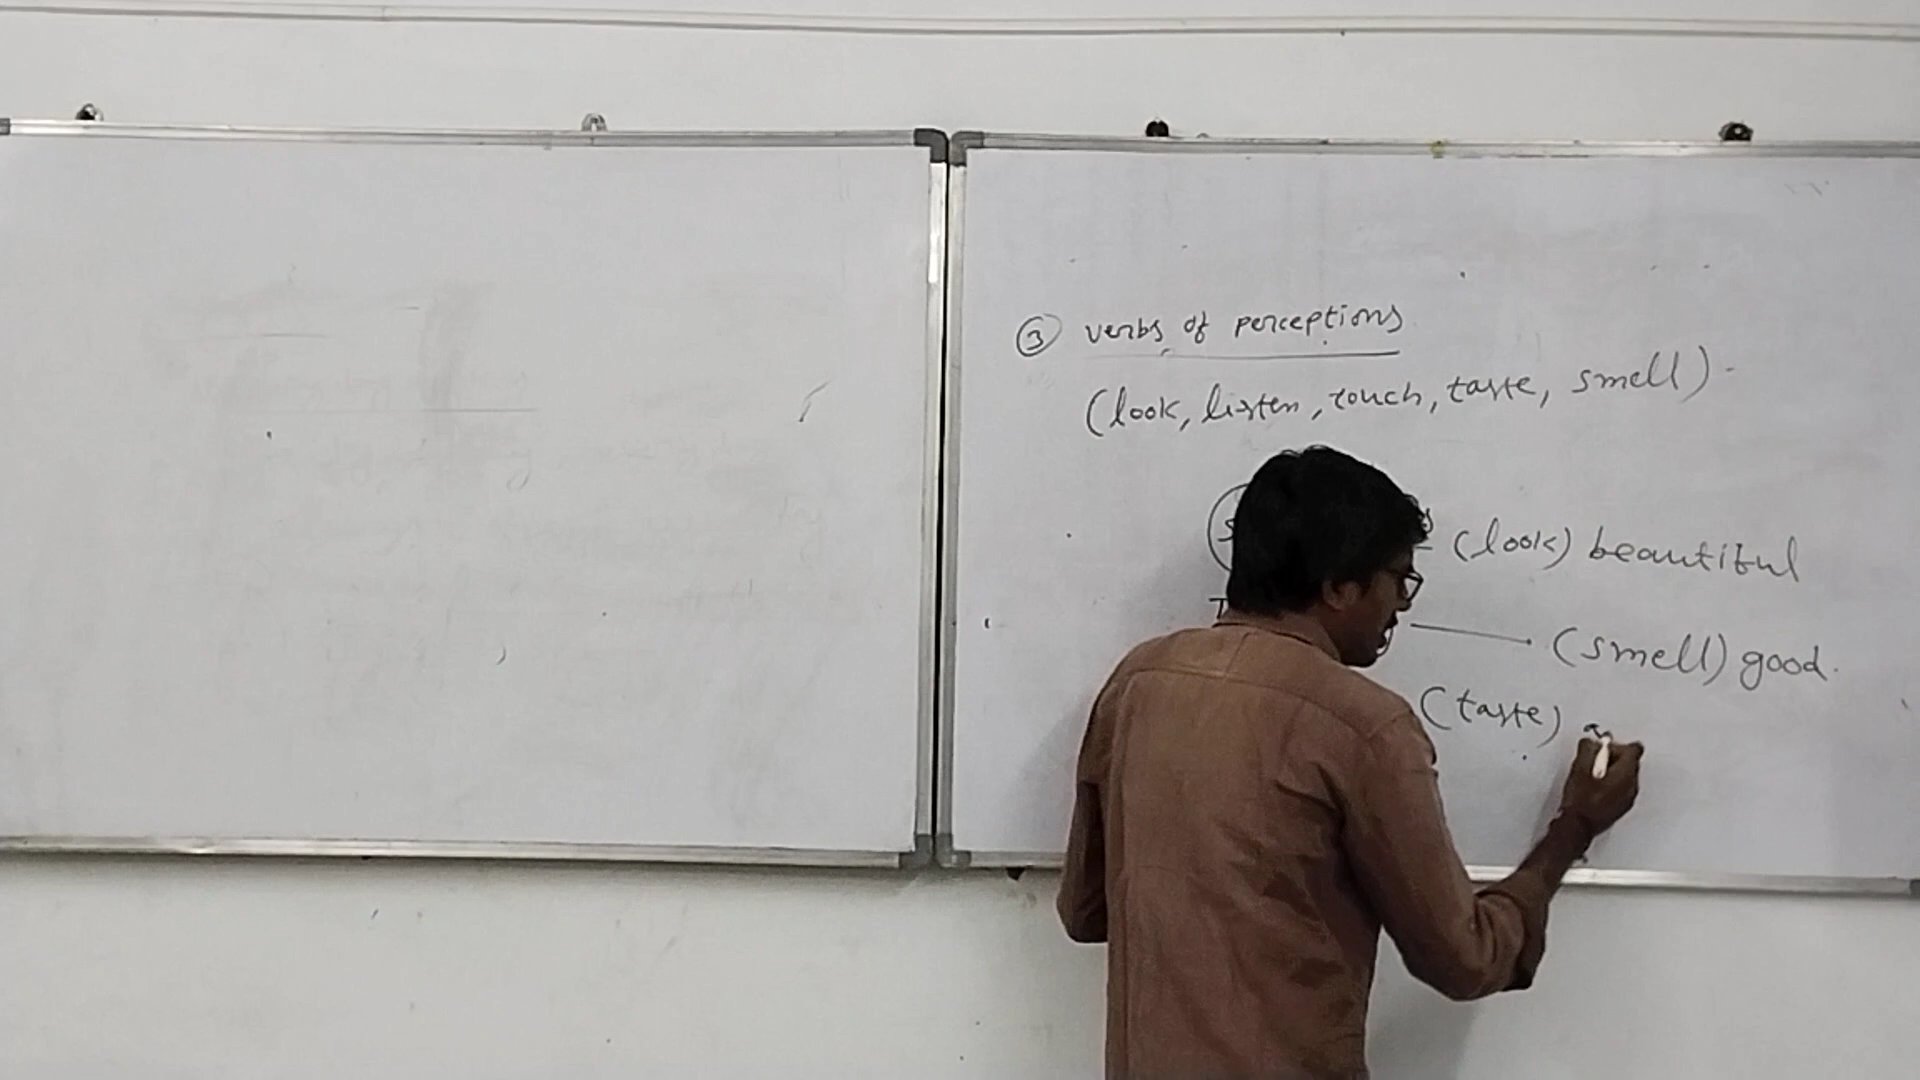 ③ verbs of perceptions
(look, listen, touch, taste, smell).
(look) beautiful
(smell) good.
(taste)